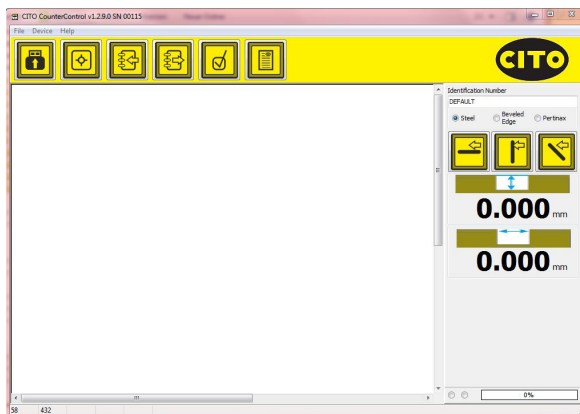 CITO CounterControl v1.2.9.0 SN 00115
File Device Help
CITO
Identification Number
DEFAULT
Steel
Beveled Edge
Pertinax
0.000 mm
0.000 mm
0%
58 432